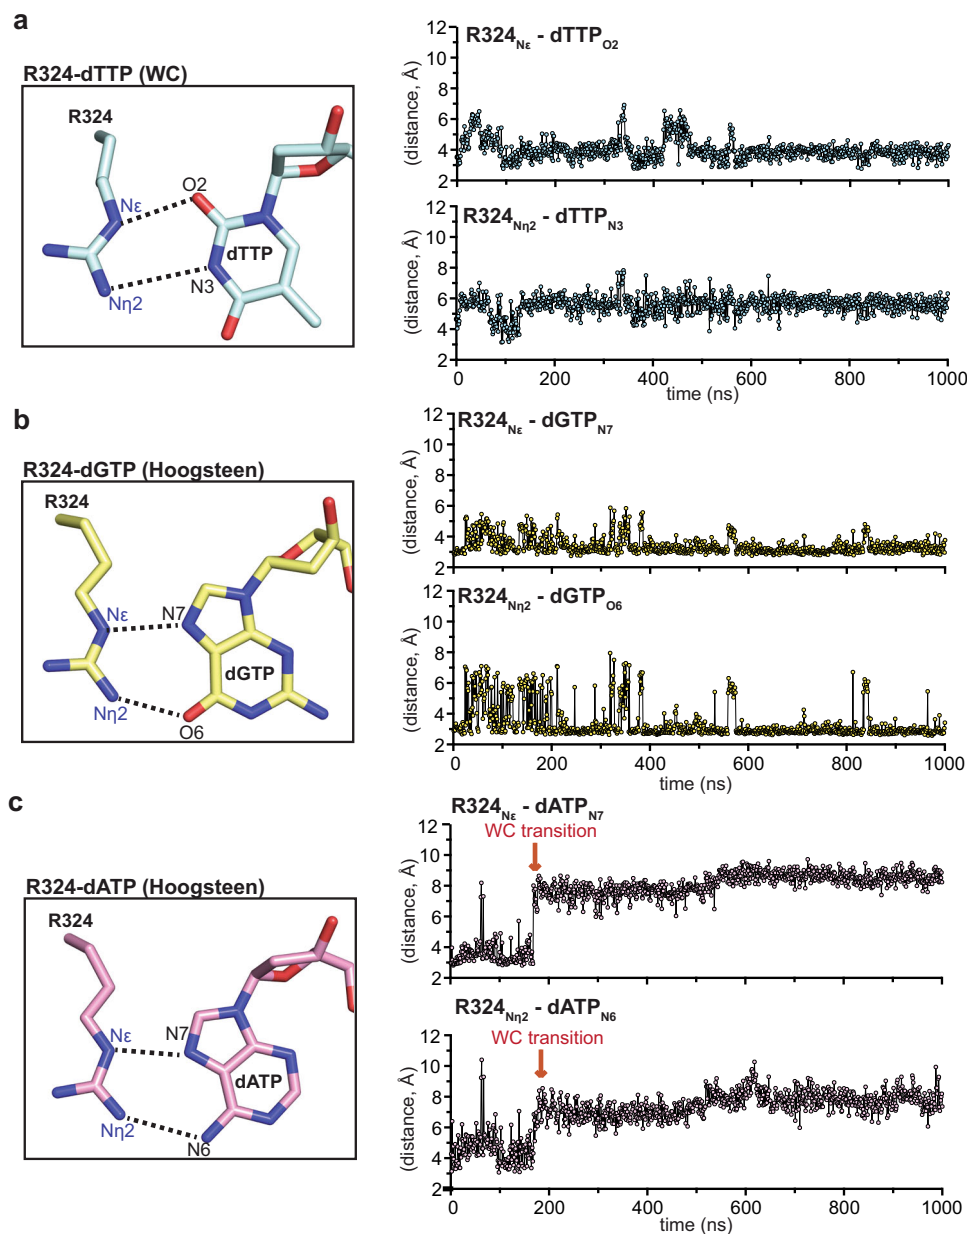 a
R324-dTTP (WC)
R324
O2
Nε
dTTP
N3
Nη2
R324Nε - dTTPO2
(distance, Å)
12
10
8
6
4
2
R324Nη2 - dTTPN3
(distance, Å)
12
10
8
6
4
2
0 200 400 600 800 1000
time (ns)
b
R324-dGTP (Hoogsteen)
R324
Nε
N7
dGTP
Nη2
O6
R324Nε - dGTPN7
(distance, Å)
12
10
8
6
4
2
R324Nη2 - dGTPO6
(distance, Å)
12
10
8
6
4
2
0 200 400 600 800 1000
time (ns)
c
R324-dATP (Hoogsteen)
R324
N7
Nε
dATP
Nη2
N6
R324Nε - dATPN7
WC transition
(distance, Å)
12
10
8
6
4
2
R324Nη2 - dATPN6
WC transition
(distance, Å)
12
10
8
6
4
2
0 200 400 600 800 1000
time (ns)